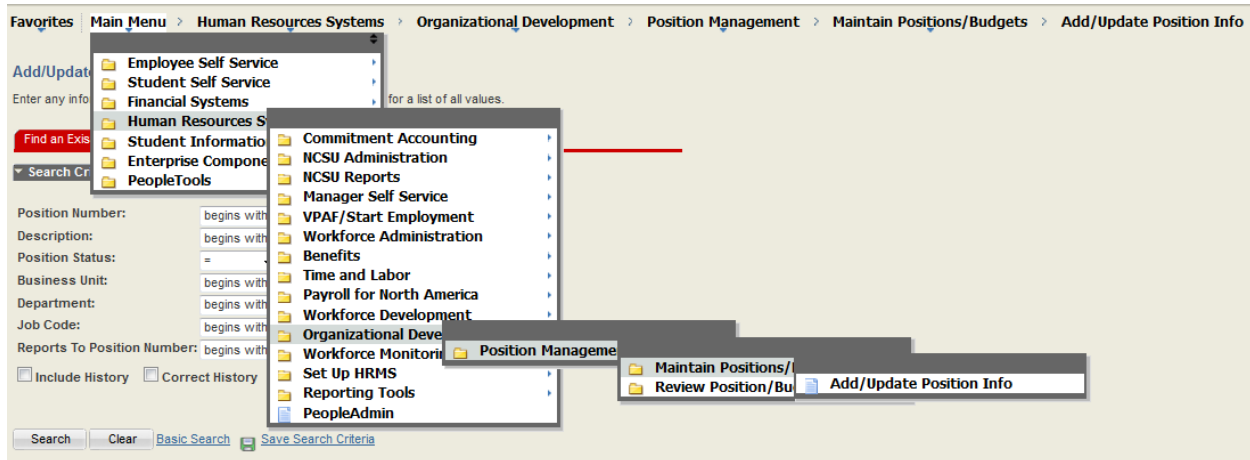 Favorites Main Menu > Human Resources Systems > Organizational Development > Position Management > Maintain Positions/Budgets > Add/Update Position Info
Employee Self Service
Student Self Service
Financial Systems
Human Resources S
Student Informatio
Enterprise Compone
PeopleTools
Add/Updat
Enter any info
for a list of all values.
Find an Exis
Search Cr
Commitment Accounting
NCSU Administration
NCSU Reports
Manager Self Service
VPAF/Start Employment
Workforce Administration
Benefits
Time and Labor
Payroll for North America
Workforce Development
Organizational Deve
Workforce Monitorin
Set Up HRMS
Reporting Tools
PeopleAdmin
Position Manageme
Maintain Positions/
Review Position/Bu
Add/Update Position Info
Position Number: begins with
Description: begins with
Position Status: =
Business Unit: begins with
Department: begins with
Job Code: begins with
Reports To Position Number: begins with
Include History Correct History
Search Clear Basic Search Save Search Criteria